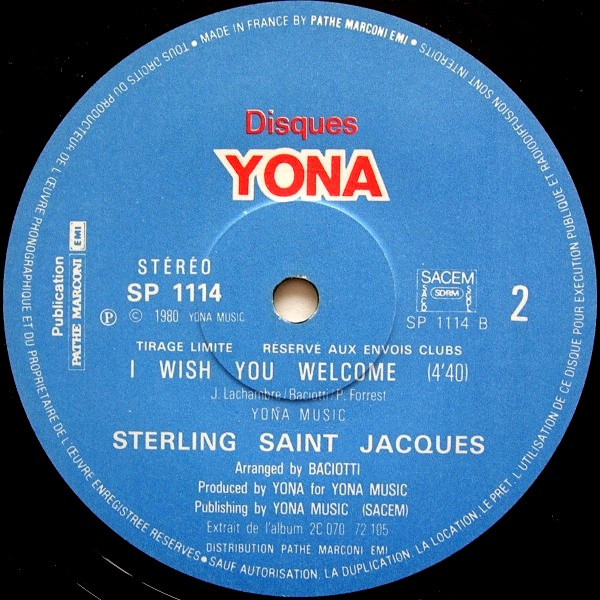 MADE IN FRANCE BY PATHE MARCONI EMI • TOUS DROITS DU PRODUCTEUR DE L'ŒUVRE PHONOGRAPHIQUE ET DU PROPRIETAIRE DE L'ŒUVRE ENREGISTREE RESERVES • SAUF AUTORISATION, LA DUPLICATION, LA LOCATION, LE PRET, L'UTILISATION DE CE DISQUE POUR EXECUTION PUBLIQUE ET RADIODIFFUSION SONT INTERDITS •
Disques
YONA
Publication
PATHE MARCONI EMI
STÉRÉO
SP 1114
Ⓟ © 1980 YONA MUSIC
SACEM
SDRM
SP 1114 B
2
TIRAGE LIMITE RESERVÉ AUX ENVOIS CLUBS
I WISH YOU WELCOME (4'40)
J. Lachambre/Baciotti/P. Forrest
YONA MUSIC
STERLING SAINT JACQUES
Arranged by BACIOTTI
Produced by YONA for YONA MUSIC
Publishing by YONA MUSIC (SACEM)
Extrait de l'album 2C 070 72 105
DISTRIBUTION PATHÉ MARCONI EMI